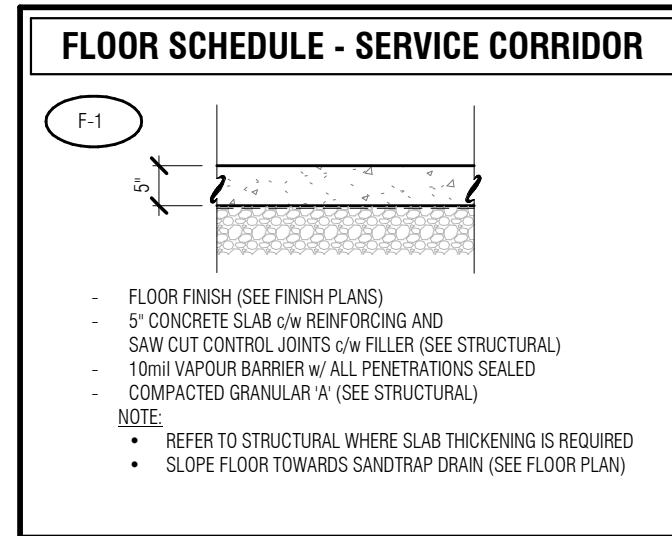 FLOOR SCHEDULE - SERVICE CORRIDOR
F-1
5"
- FLOOR FINISH (SEE FINISH PLANS)
- 5" CONCRETE SLAB c/w REINFORCING AND
SAW CUT CONTROL JOINTS c/w FILLER (SEE STRUCTURAL)
- 10mil VAPOUR BARRIER w/ ALL PENETRATIONS SEALED
- COMPACTED GRANULAR 'A' (SEE STRUCTURAL)
NOTE:
• REFER TO STRUCTURAL WHERE SLAB THICKENING IS REQUIRED
• SLOPE FLOOR TOWARDS SANDTRAP DRAIN (SEE FLOOR PLAN)